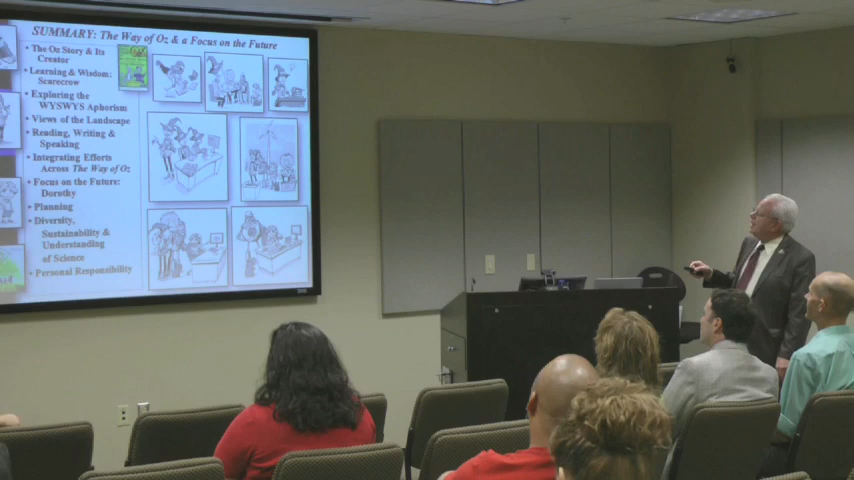 SUMMARY: The Way of Oz & a Focus on the Future
• The Oz Story & Its
Creator
• Learning & Wisdom:
Scarecrow
• Exploring the
WYSWYS Aphorism
• Views of the Landscape
• Reading, Writing &
Speaking
• Integrating Efforts
Across The Way of Oz
• Focus on the Future:
Dorothy
• Planning
• Diversity,
Sustainability &
Understanding
of Science
• Personal Responsibility